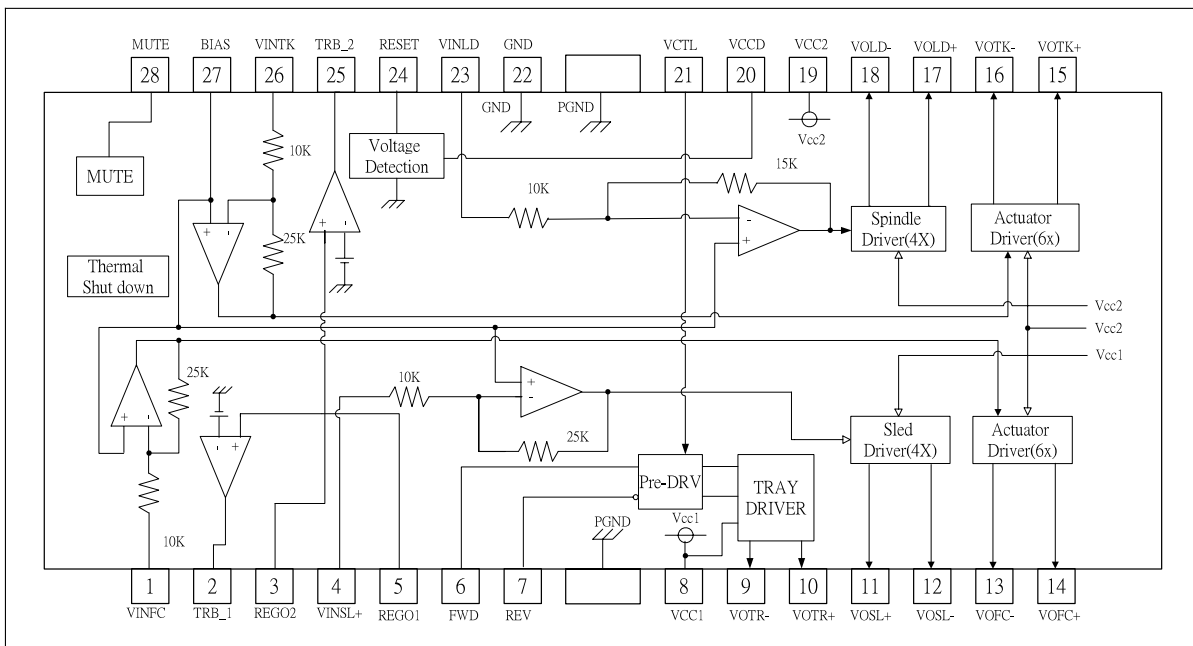 MUTE BIAS VINTK TRB_2 RESET VINLD GND VCTL VCCD VCC2 VOLD- VOLD+ VOTK- VOTK+
28 27 26 25 24 23 22 21 20 19 18 17 16 15
GND PGND
Vcc2
MUTE
10K
Voltage
Detection
15K
10K
+ -
25K
+ -
-
+
Spindle
Driver(4X)
Actuator
Driver(6x)
Thermal
Shut down
Vcc2
Vcc2
Vcc1
25K
10K
+
-
+ -
- +
25K
Sled
Driver(4X)
Actuator
Driver(6x)
Pre-DRV
TRAY
DRIVER
PGND
Vcc1
10K
1 2 3 4 5 6 7 8 9 10 11 12 13 14
VINFC TRB_1 REGO2 VINSL+ REGO1 FWD REV VCC1 VOTR- VOTR+ VOSL+ VOSL- VOFC- VOFC+